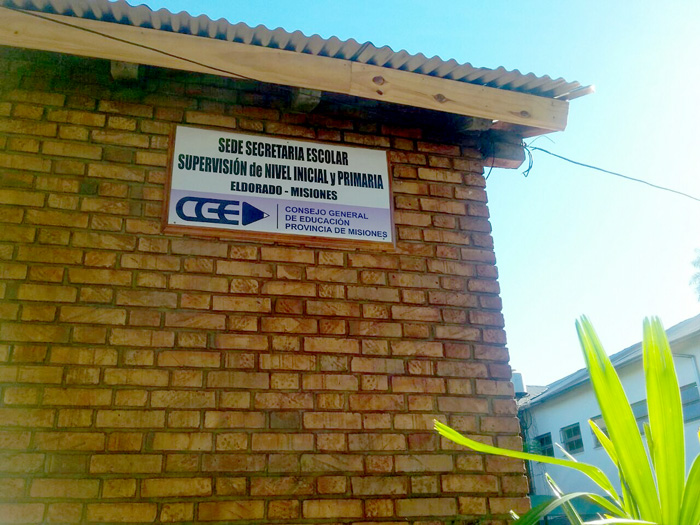 SEDE SECRETARIA ESCOLAR
SUPERVISIÓN de NIVEL INICIAL y PRIMARIA
ELDORADO - MISIONES
CGE
CONSEJO GENERAL
DE EDUCACIÓN
PROVINCIA DE MISIONES